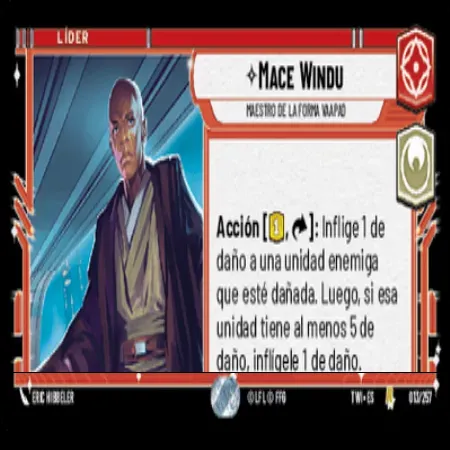 LÍDER
MACE WINDU
MAESTRO DE LA FORMA VAAPAD
Acción [1, ]: Inflige 1 de
daño a una unidad enemiga
que esté dañada. Luego, si esa
unidad tiene al menos 5 de
daño, inflígele 1 de daño.
ERIC HIBBELER
© LFL © FFG
TWI • ES
013/257